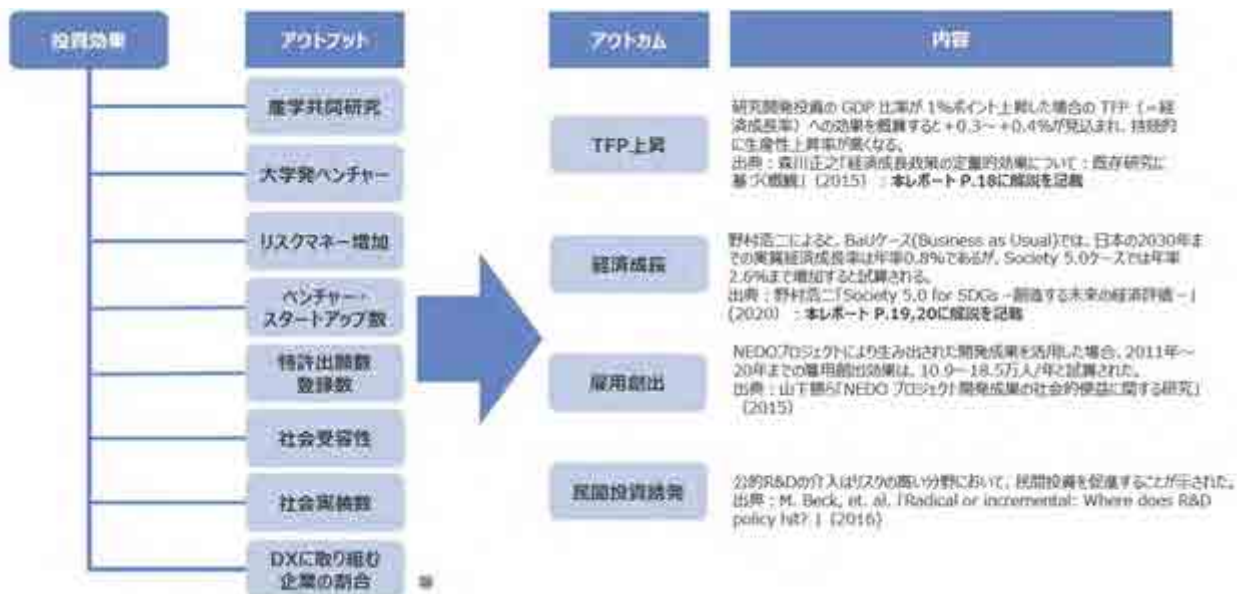 投資効果
アウトプット
産学共同研究
大学発ベンチャー
リスクマネー増加
ベンチャー・
スタートアップ数
特許出願数
登録数
社会受容性
社会実装数
DXに取り組む
企業の割合
等
アウトカム
内容
TFP上昇
研究開発投資の GDP 比率が 1%ポイント上昇した場合の TFP（＝経
済成長率）への効果を概算すると+0.3～+0.4%が見込まれ、持続的
に生産性上昇率が高くなる。
出典：森川正之「経済成長政策の定量的効果について：既存研究に
基づく概観」(2015) ：本レポート P.18に解説を記載
経済成長
野村浩二によると、BaUケース(Business as Usual)では、日本の2030年ま
での実質経済成長率は年率0.8%であるが、Society 5.0ケースでは年率
2.6%まで増加すると試算される。
出典：野村浩二「Society 5.0 for SDGs －創造する未来の経済評価－」
(2020) ：本レポート P.19,20に解説を記載
雇用創出
NEDOプロジェクトにより生み出された開発成果を活用した場合、2011年～
20年までの雇用創出効果は、10.9～18.5万人/年と試算された。
出典：山下勝ら「NEDO プロジェクト開発成果の社会的便益に関する研究」
(2015)
民間投資誘発
公的R&Dの介入はリスクの高い分野において、民間投資を促進することが示された。
出典：M. Beck, et. al.「Radical or incremental: Where does R&D
policy hit?」(2016)